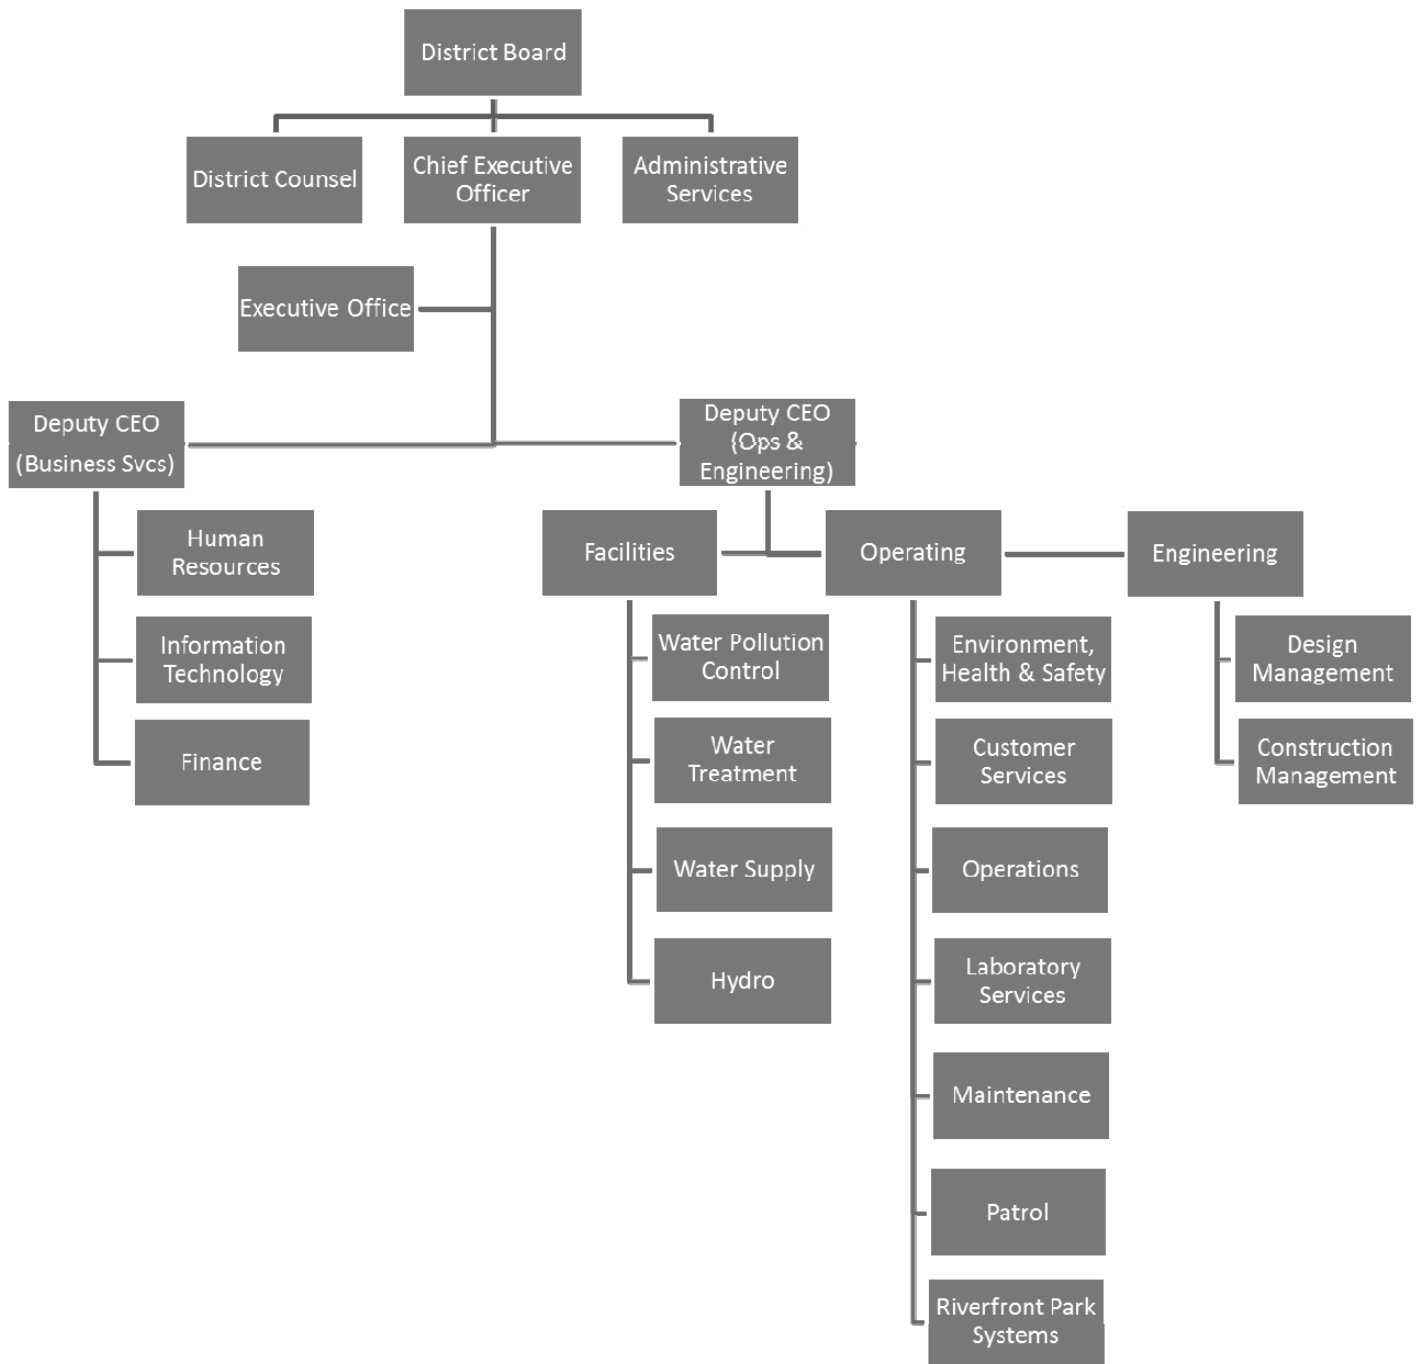 District Board
District Counsel
Chief Executive
Officer
Administrative
Services
Executive Office
Deputy CEO
(Business Svcs)
Deputy CEO
(Ops &
Engineering)
Human
Resources
Information
Technology
Finance
Facilities
Operating
Engineering
Water Pollution
Control
Water
Treatment
Water Supply
Hydro
Environment,
Health & Safety
Customer
Services
Operations
Laboratory
Services
Maintenance
Patrol
Riverfront Park
Systems
Design
Management
Construction
Management